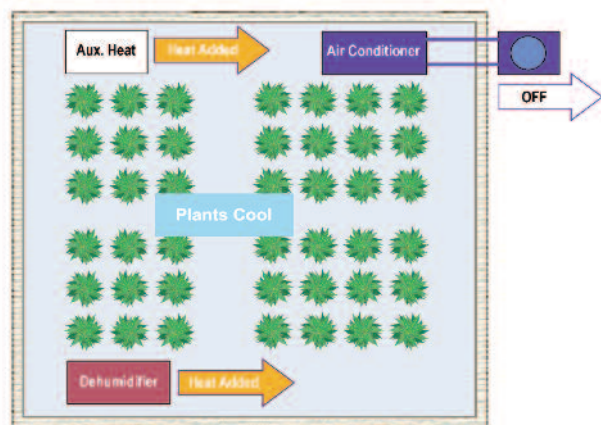 Aux. Heat
Heat Added
Air Conditioner
OFF
Plants Cool
Dehumidifier
Heat Added